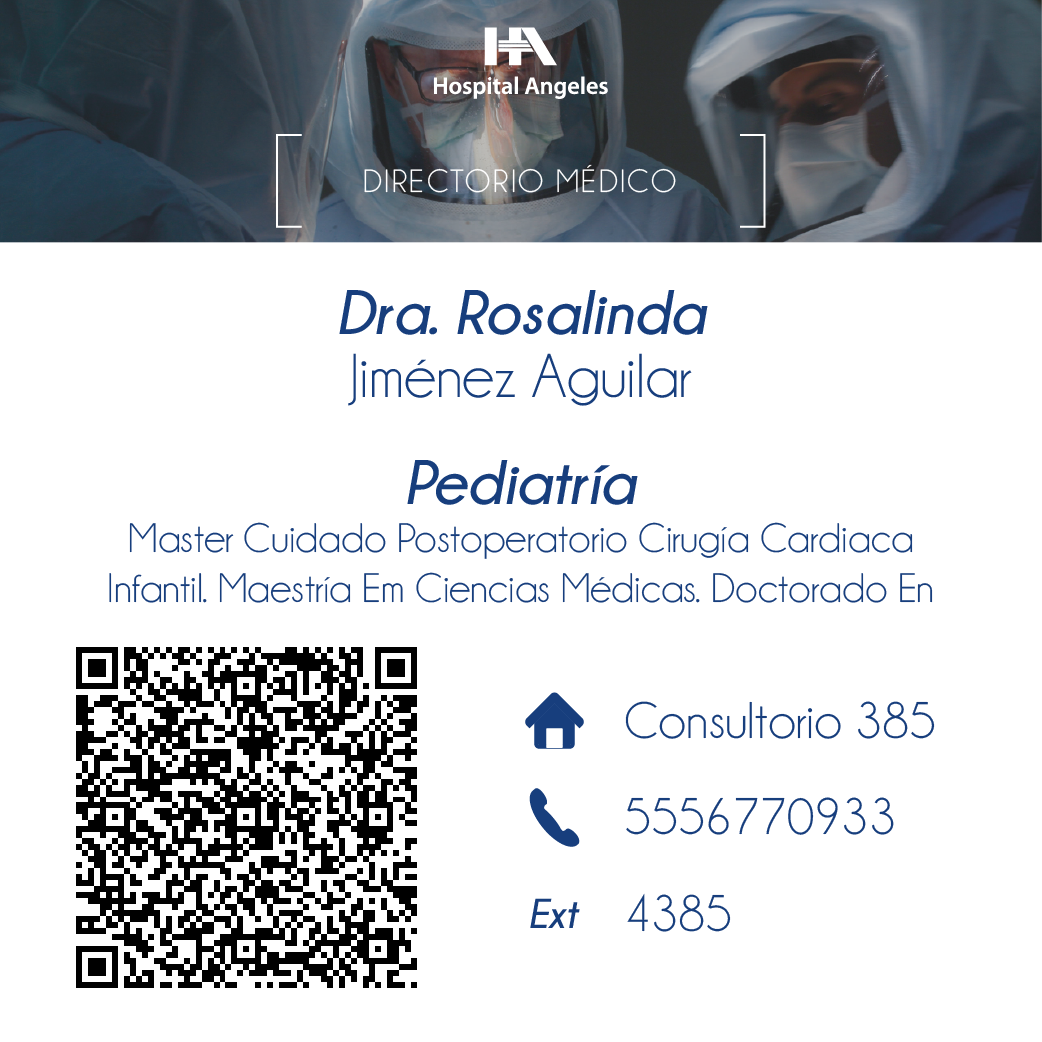 HA
Hospital Angeles
DIRECTORIO MÉDICO
Dra. Rosalinda
Jiménez Aguilar
Pediatría
Master Cuidado Postoperatorio Cirugía Cardiaca
Infantil. Maestría Em Ciencias Médicas. Doctorado En
Consultorio 385
5556770933
Ext 4385